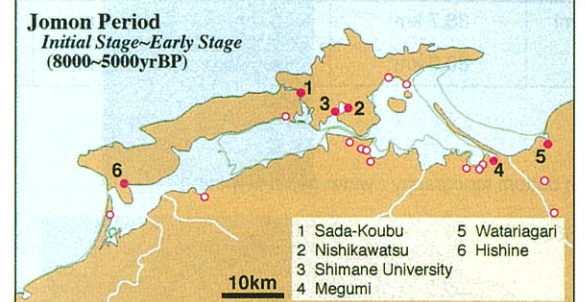 Jomon Period
Initial Stage~Early Stage
(8000~5000yrBP)
1
3
2
6
4
5
1 Sada-Koubu
2 Nishikawatsu
3 Shimane University
4 Megumi
5 Watariagari
6 Hishine
10km